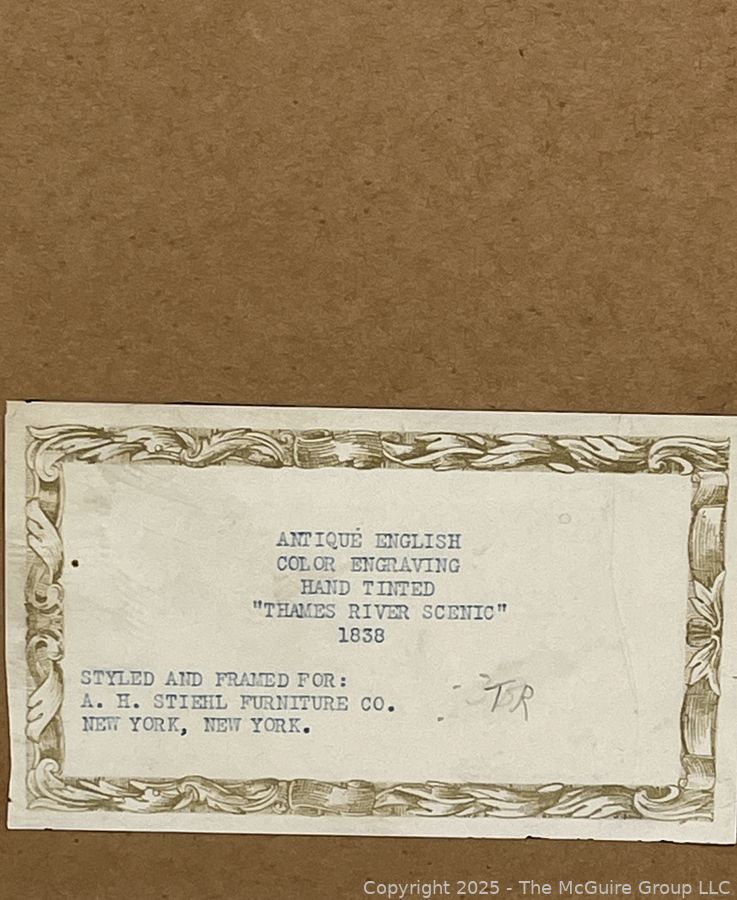 ANTIQUÉ ENGLISH
COLOR ENGRAVING
HAND TINTED
"THAMES RIVER SCENIC"
1838
STYLED AND FRAMED FOR:
A. H. STIEHL FURNITURE CO.
NEW YORK, NEW YORK.
Copyright 2025 - The McGuire Group LLC